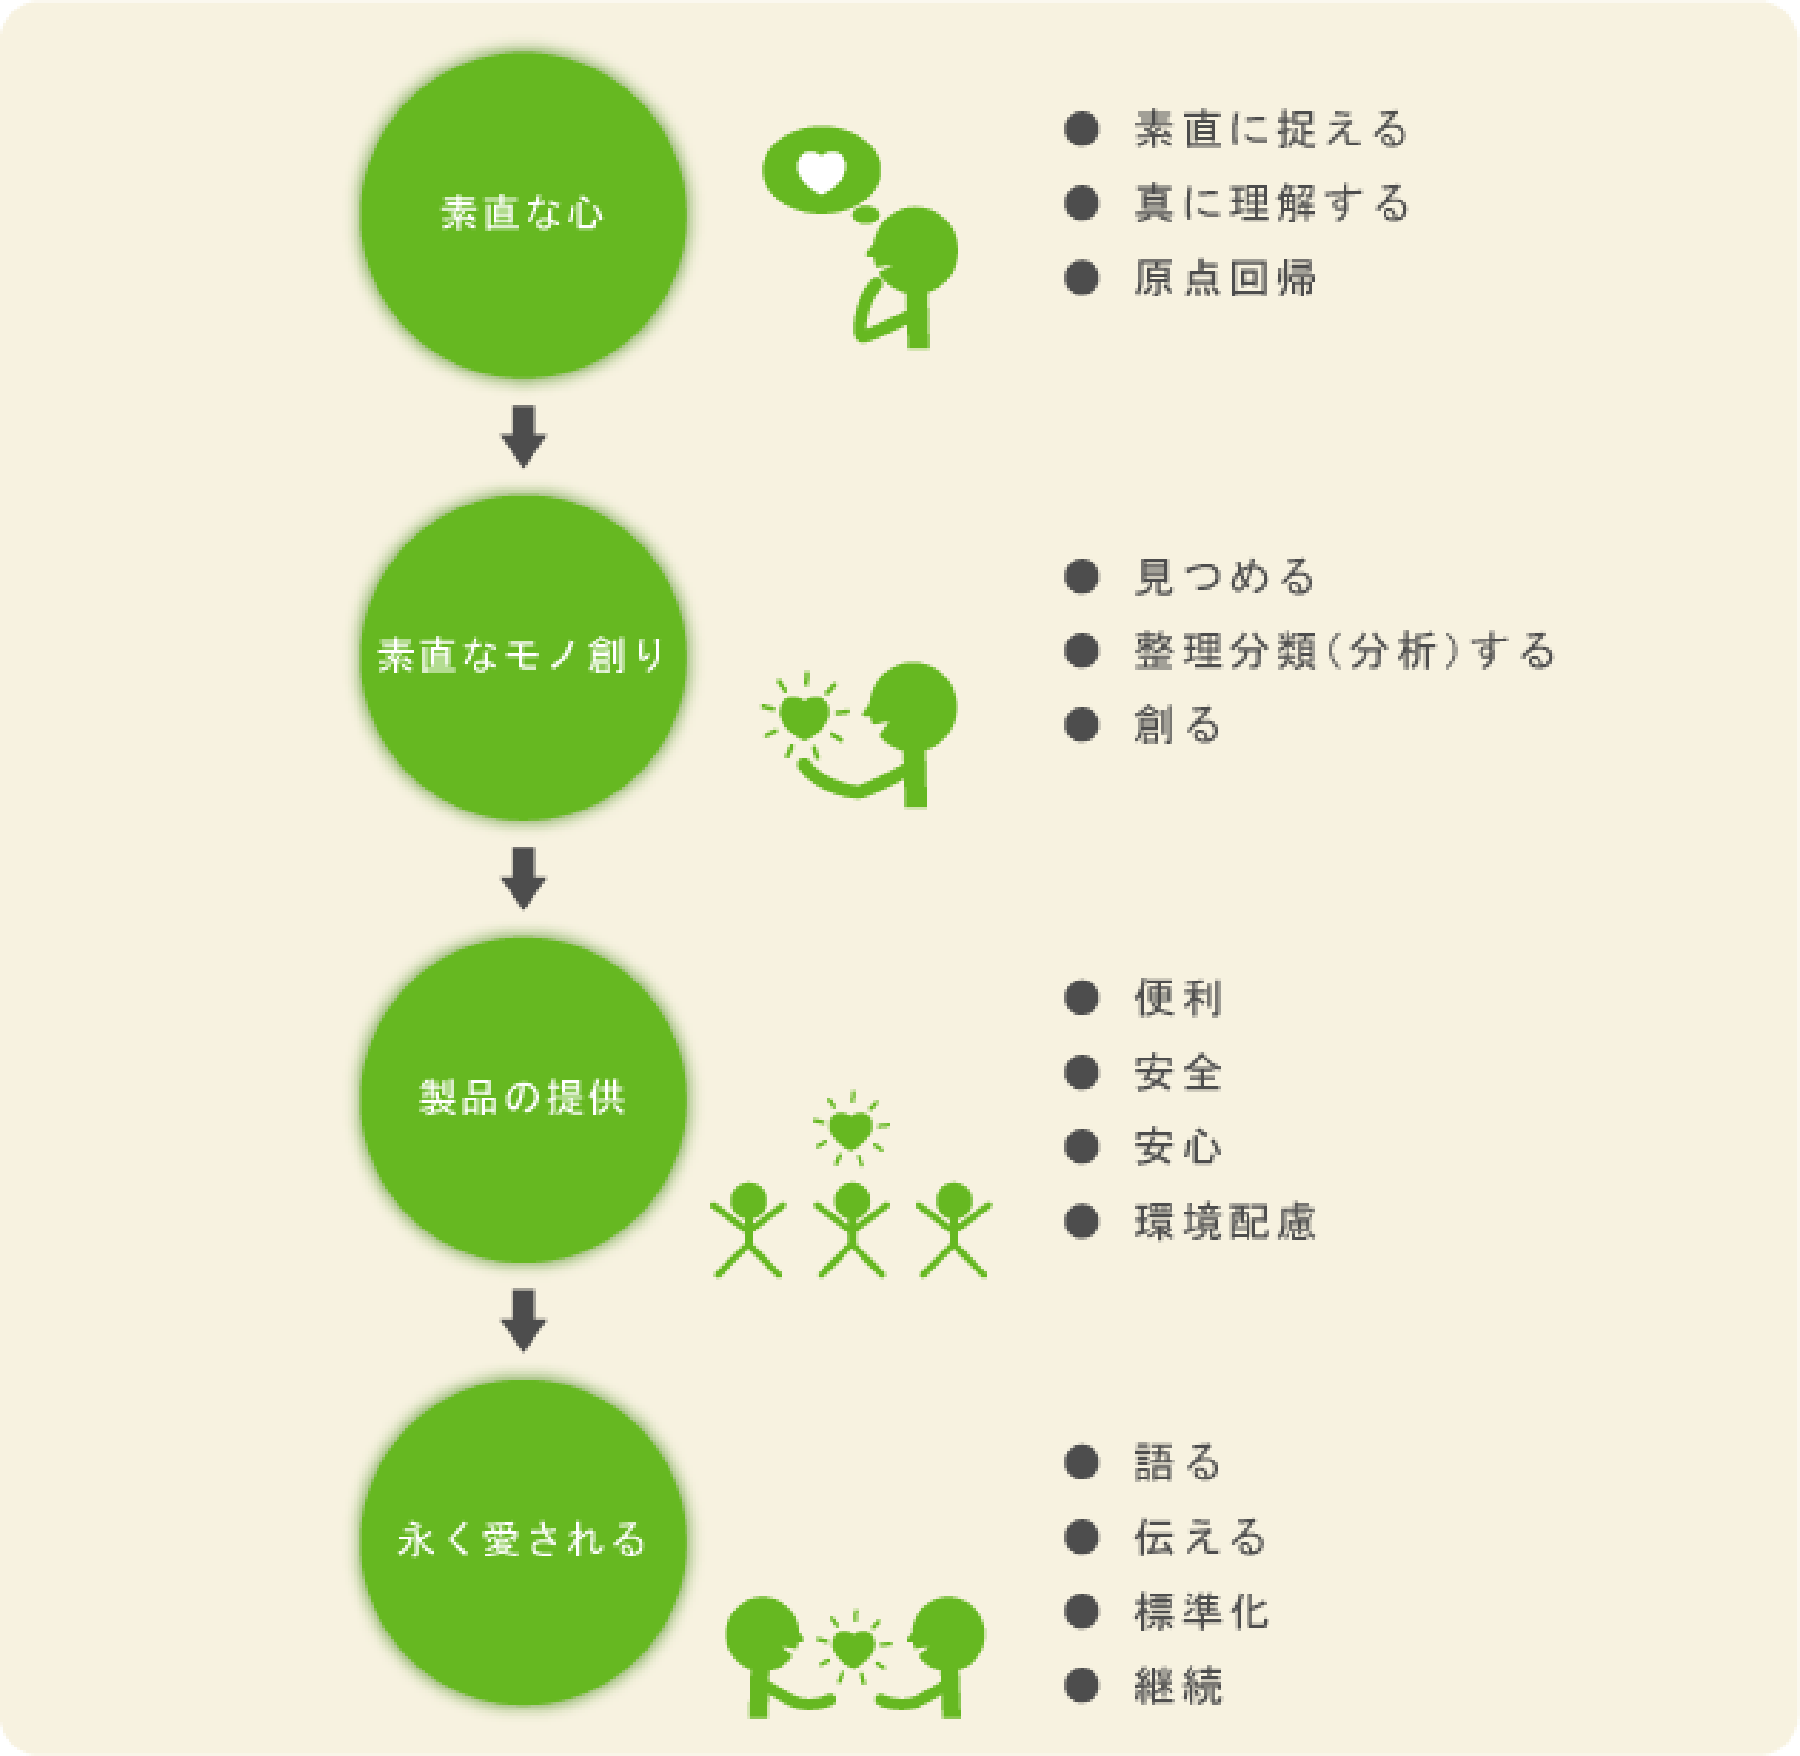 素直な心
● 素直に捉える
● 真に理解する
● 原点回帰
素直なモノ創り
● 見つめる
● 整理分類(分析)する
● 創る
製品の提供
● 便利
● 安全
● 安心
● 環境配慮
永く愛される
● 語る
● 伝える
● 標準化
● 継続